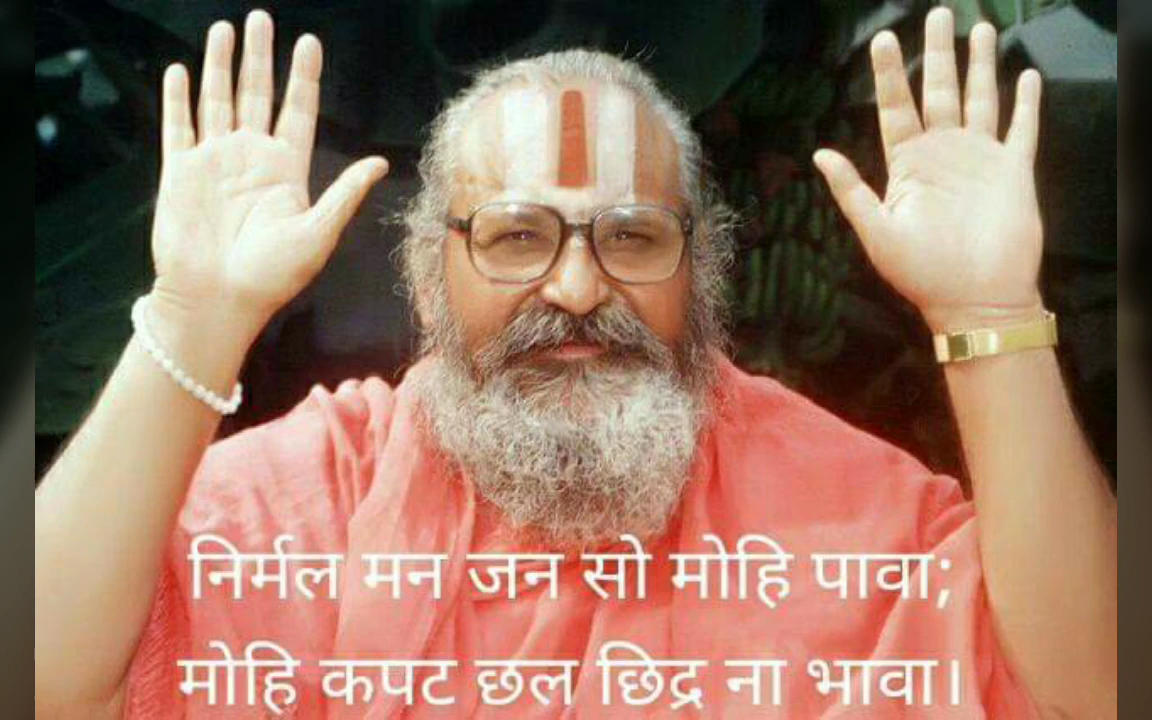 निर्मल मन जन सो मोहि पावा;
मोहि कपट छल छिद्र ना भावा।